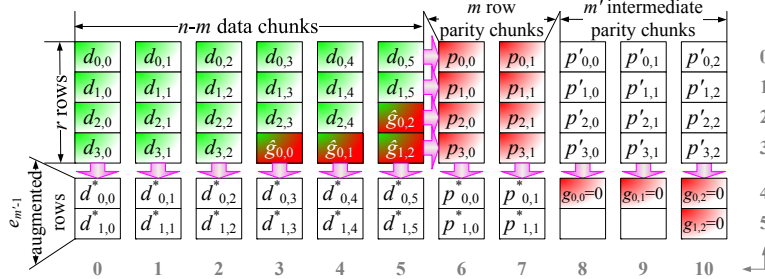 n-m data chunks
m row parity chunks
m′ intermediate parity chunks
r rows
d0,0 d0,1 d0,2 d0,3 d0,4 d0,5 p0,0 p0,1 p′0,0 p′0,1 p′0,2 0
d1,0 d1,1 d1,2 d1,3 d1,4 d1,5 p1,0 p1,1 p′1,0 p′1,1 p′1,2 1
d2,0 d2,1 d2,2 d2,3 d2,4 ĝ0,2 p2,0 p2,1 p′2,0 p′2,1 p′2,2 2
d3,0 d3,1 d3,2 ĝ0,0 ĝ0,1 ĝ1,2 p3,0 p3,1 p′3,0 p′3,1 p′3,2 3
em′-1 augmented rows
d*0,0 d*0,1 d*0,2 d*0,3 d*0,4 d*0,5 p*0,0 p*0,1 g0,0=0 g0,1=0 g0,2=0 4
d*1,0 d*1,1 d*1,2 d*1,3 d*1,4 d*1,5 p*1,0 p*1,1 g1,2=0 5
0 1 2 3 4 5 6 7 8 9 10